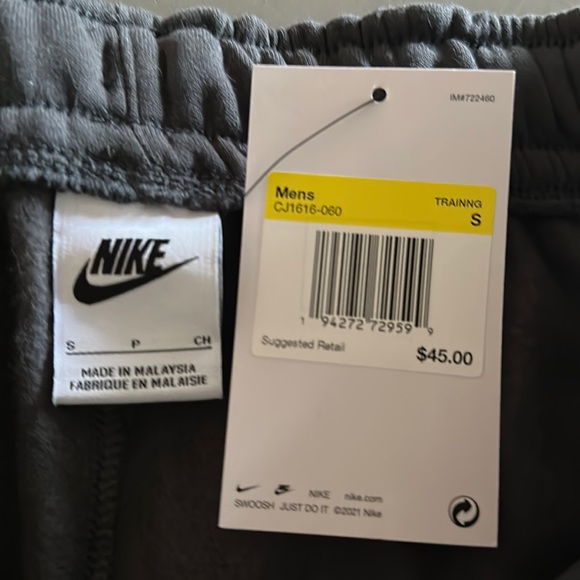 NIKE
S P CH
MADE IN MALAYSIA
FABRIQUE EN MALAISIE
IM#722460
Mens TRAINNG
CJ1616-060 S
1 94272 72959 9
Suggested Retail $45.00
NIKE nike.com
SWOOSH JUST DO IT ©2021 Nike